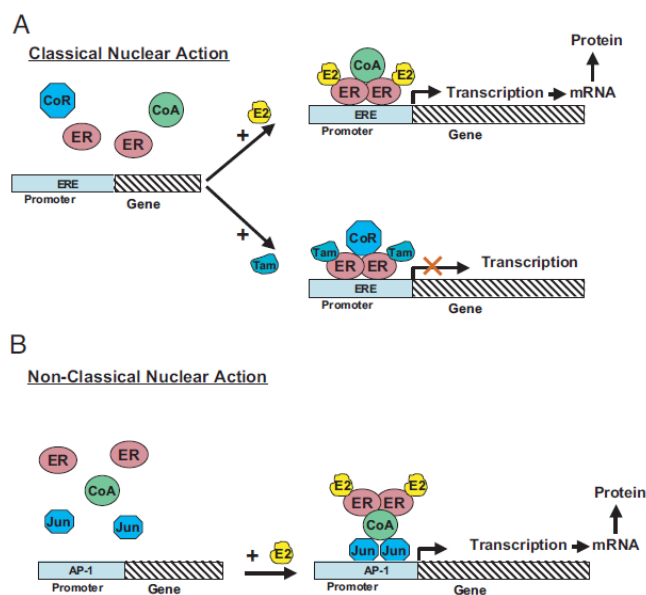 A
Classical Nuclear Action
CoR
CoA
ER
ER
ERE
Promoter
Gene
+
E2
+
Tam
E2
CoA
E2
ER
ER
ERE
Promoter
Gene
Transcription
mRNA
Protein
CoR
Tam
Tam
ER
ER
ERE
Promoter
Gene
Transcription
B
Non-Classical Nuclear Action
ER
ER
CoA
Jun
Jun
AP-1
Promoter
Gene
+ E2
E2
E2
ER
ER
CoA
Jun
Jun
AP-1
Promoter
Gene
Transcription
mRNA
Protein